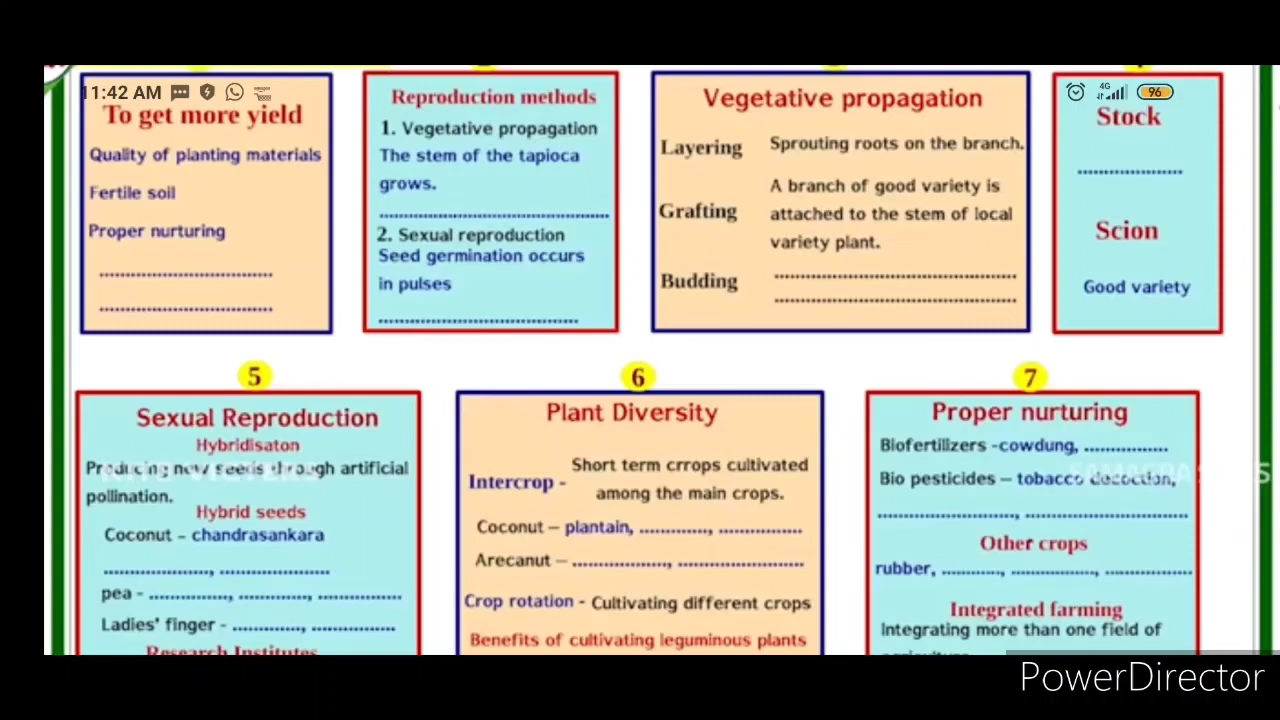 11:42 AM
4G
96
To get more yield
Quality of planting materials
Fertile soil
Proper nurturing
..............................
..............................
Reproduction methods
1. Vegetative propagation
The stem of the tapioca
grows.
........................................
2. Sexual reproduction
Seed germination occurs
in pulses
...................................
Vegetative propagation
Layering Sprouting roots on the branch.
Grafting A branch of good variety is
attached to the stem of local
variety plant.
Budding ..........................................
..........................................
Stock
....................
Scion
Good variety
5
Sexual Reproduction
Hybridisaton
Producing new seeds through artificial
pollination.
Hybrid seeds
Coconut – chandrasankara
...................., ....................
pea - .............., ............, ...............
Ladies' finger - ............, ...............
Research Institutes
6
Plant Diversity
Intercrop - Short term crrops cultivated
among the main crops.
Coconut – plantain, ............, ...............
Arecanut – .................., ......................
Crop rotation - Cultivating different crops
Benefits of cultivating leguminous plants
7
Proper nurturing
Biofertilizers -cowdung, ...............
Bio pesticides – tobacco decoction,
........................, ........................
Other crops
rubber, ..........., ..............., ...............
Integrated farming
Integrating more than one field of
agriculture
PowerDirector